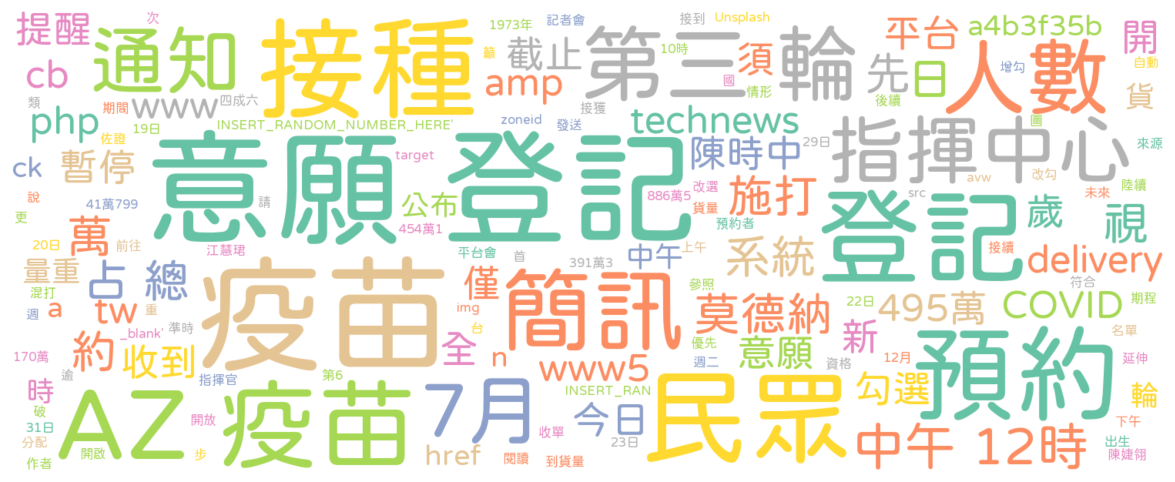 提醒
次
1973年
記者會
接到
Unsplash
平台
a4b3f35b
開
通知
接種
籲
截止
第三輪
10時
須
先
日
人數
增勾
自動
cb
amp
國
情形
後續
貨
類
期間
www
四成六
接獲
php
19日
INSERT_RANDOM_NUMBER_HERE'
zoneid
發送
technews
指揮中心
圖
來源
佐證
ck
暫停
意願登記
target
陳時中
29日
改勾
陸續
說
41萬799
請
公布
886萬5
改選
施打
src
avw
未來
更
萬
454萬1
貨量
預約者
登記
歲
視
20日
前往
江慧珺
平台會
首
中午
上午
系統
接續
delivery
量重
占
總
疫苗
391萬3
僅
簡訊
參照
符合
混打
週
a
tw
重
img
莫德納
22日
495萬
COVID
期程
_blank'
準時
台
優先
新
預約
名單
170萬
約
收到
全
n
www5
意願
逾
週二
資格
12月
延伸
時
指揮官
第6
7月
INSERT_RAN
民眾
勾選
輪
破
31日
AZ疫苗
開放
今日
下午
分配
開啟
收單
23日
中午12時
出生
作者
步
href
閱讀
到貨量
陳婕翎